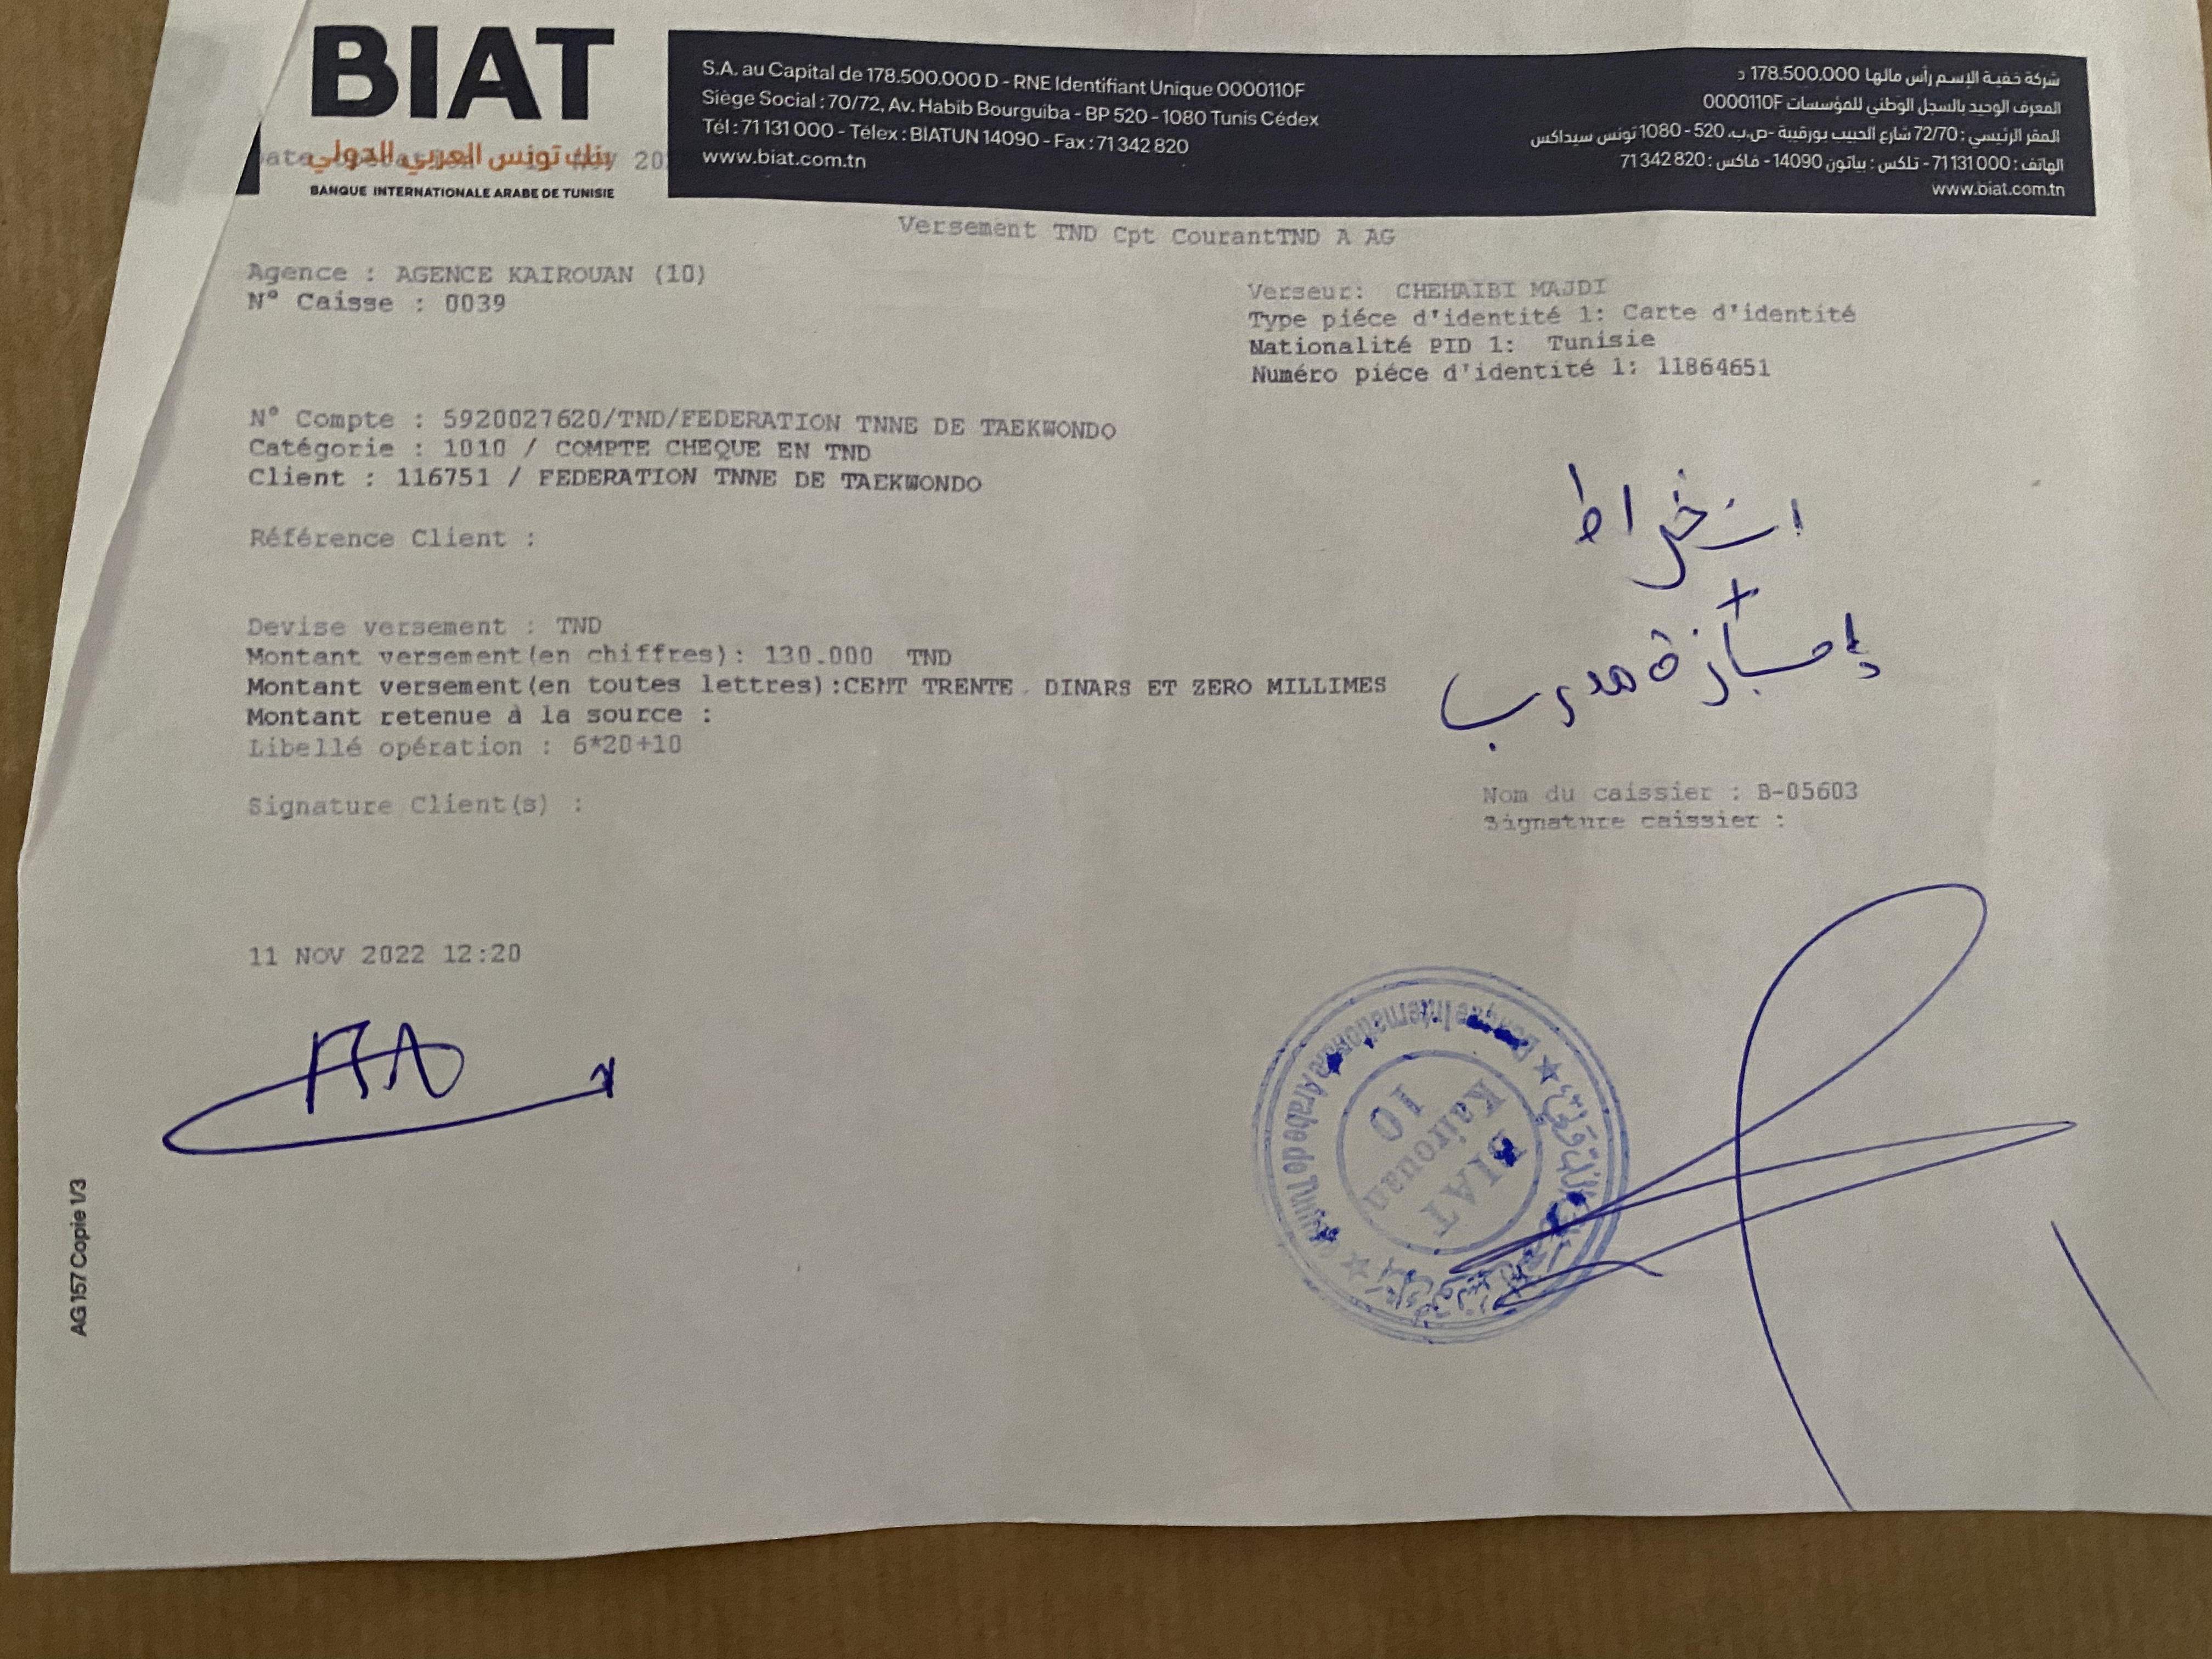 BIAT
بنك تونس العربي الدولي
BANQUE INTERNATIONALE ARABE DE TUNISIE
S.A. au Capital de 178.500.000 D - RNE Identifiant Unique 0000110F
Siège Social : 70/72, Av. Habib Bourguiba - BP 520 - 1080 Tunis Cédex
Tél : 71 131 000 - Télex : BIATUN 14090 - Fax : 71 342 820
www.biat.com.tn
شركة خفية الإسم رأس مالها 178.500.000 د
المعرف الوحيد بالسجل الوطني للمؤسسات 0000110F
المقر الرئيسي : 72/70 شارع الحبيب بورقيبة -ص.ب. 520 - 1080 تونس سيداكس
الهاتف : 71 131 000 - تلكس : بياتون 14090 - فاكس : 71 342 820
www.biat.com.tn
Versement TND Cpt CourantTND A AG
Agence : AGENCE KAIROUAN (10)
N° Caisse : 0039
Verseur: CHEHAIBI MAJDI
Type piéce d'identité 1: Carte d'identité
Nationalité PID 1: Tunisie
Numéro piéce d'identité 1: 11864651
N° Compte : 5920027620/TND/FEDERATION TNNE DE TAEKWONDO
Catégorie : 1010 / COMPTE CHEQUE EN TND
Client : 116751 / FEDERATION TNNE DE TAEKWONDO
Référence Client :
انخراط
+
إجازة مدرب
Devise versement : TND
Montant versement(en chiffres): 130.000 TND
Montant versement(en toutes lettres):CENT TRENTE DINARS ET ZERO MILLIMES
Montant retenue à la source :
Libellé opération : 6*20+10
Signature Client(s) :
Nom du caissier : B-05603
Signature caissier :
11 NOV 2022 12:20
Banque Internationale Arabe de Tunisie
BIAT
Kairouan
10
AG 157 Copie 1/3